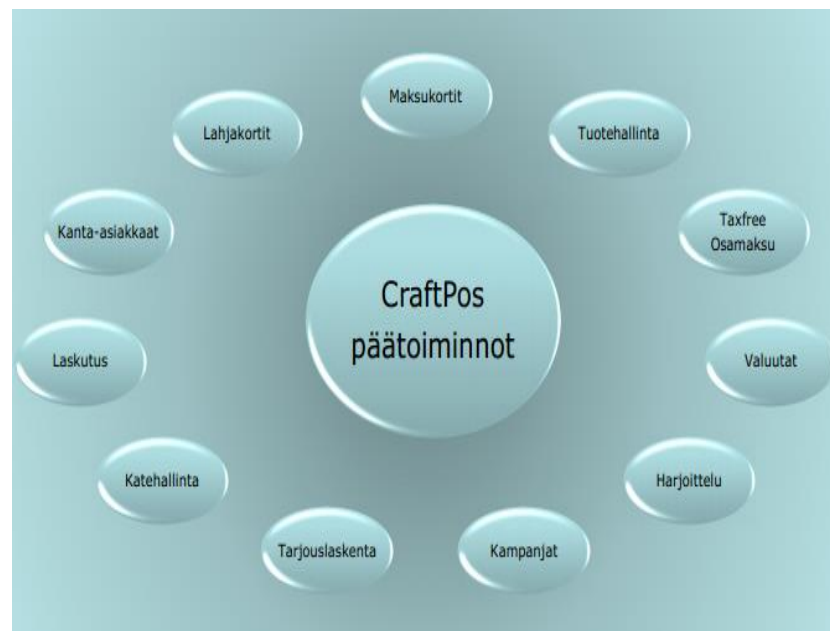 Maksukortit
Lahjakortit
Tuotehallinta
Kanta-asiakkaat
Taxfree
Osamaksu
CraftPos
päätoiminnot
Laskutus
Valuutat
Katehallinta
Harjoittelu
Tarjouslaskenta
Kampanjat